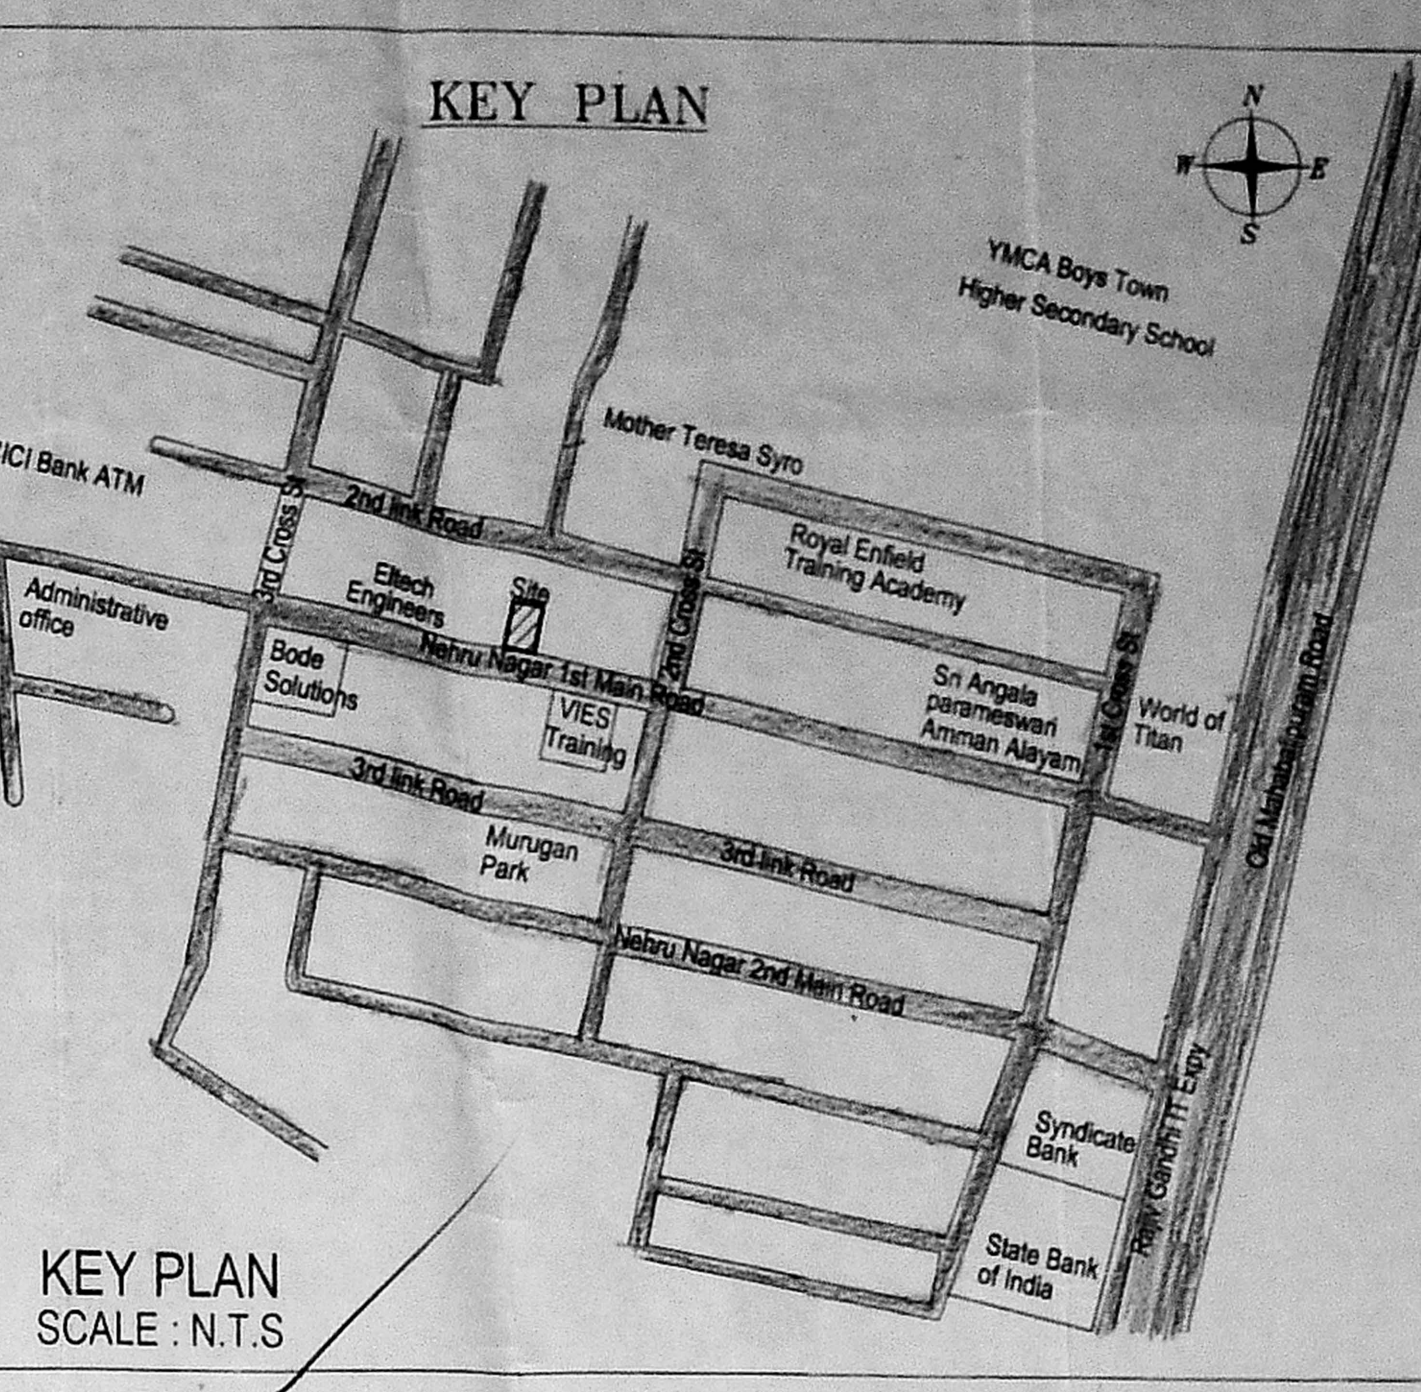 KEY PLAN
N
W E
S
YMCA Boys Town
Higher Secondary School
Mother Teresa Syro
ICI Bank ATM
3rd Cross St
2nd link Road
Royal Enfield
Training Academy
Eltech
Engineers
Site
2nd Cross St
Administrative
office
Nehru Nagar 1st Main Road
Bode
Solutions
VIES
Training
Sri Angala
parameswari
Amman Alayam
1st Cross St
World of
Titan
Old Mahabalipuram Road
3rd link Road
3rd link Road
Murugan
Park
Nehru Nagar 2nd Main Road
Syndicate
Bank
Rajiv Gandhi IT Expy
State Bank
of India
KEY PLAN
SCALE : N.T.S